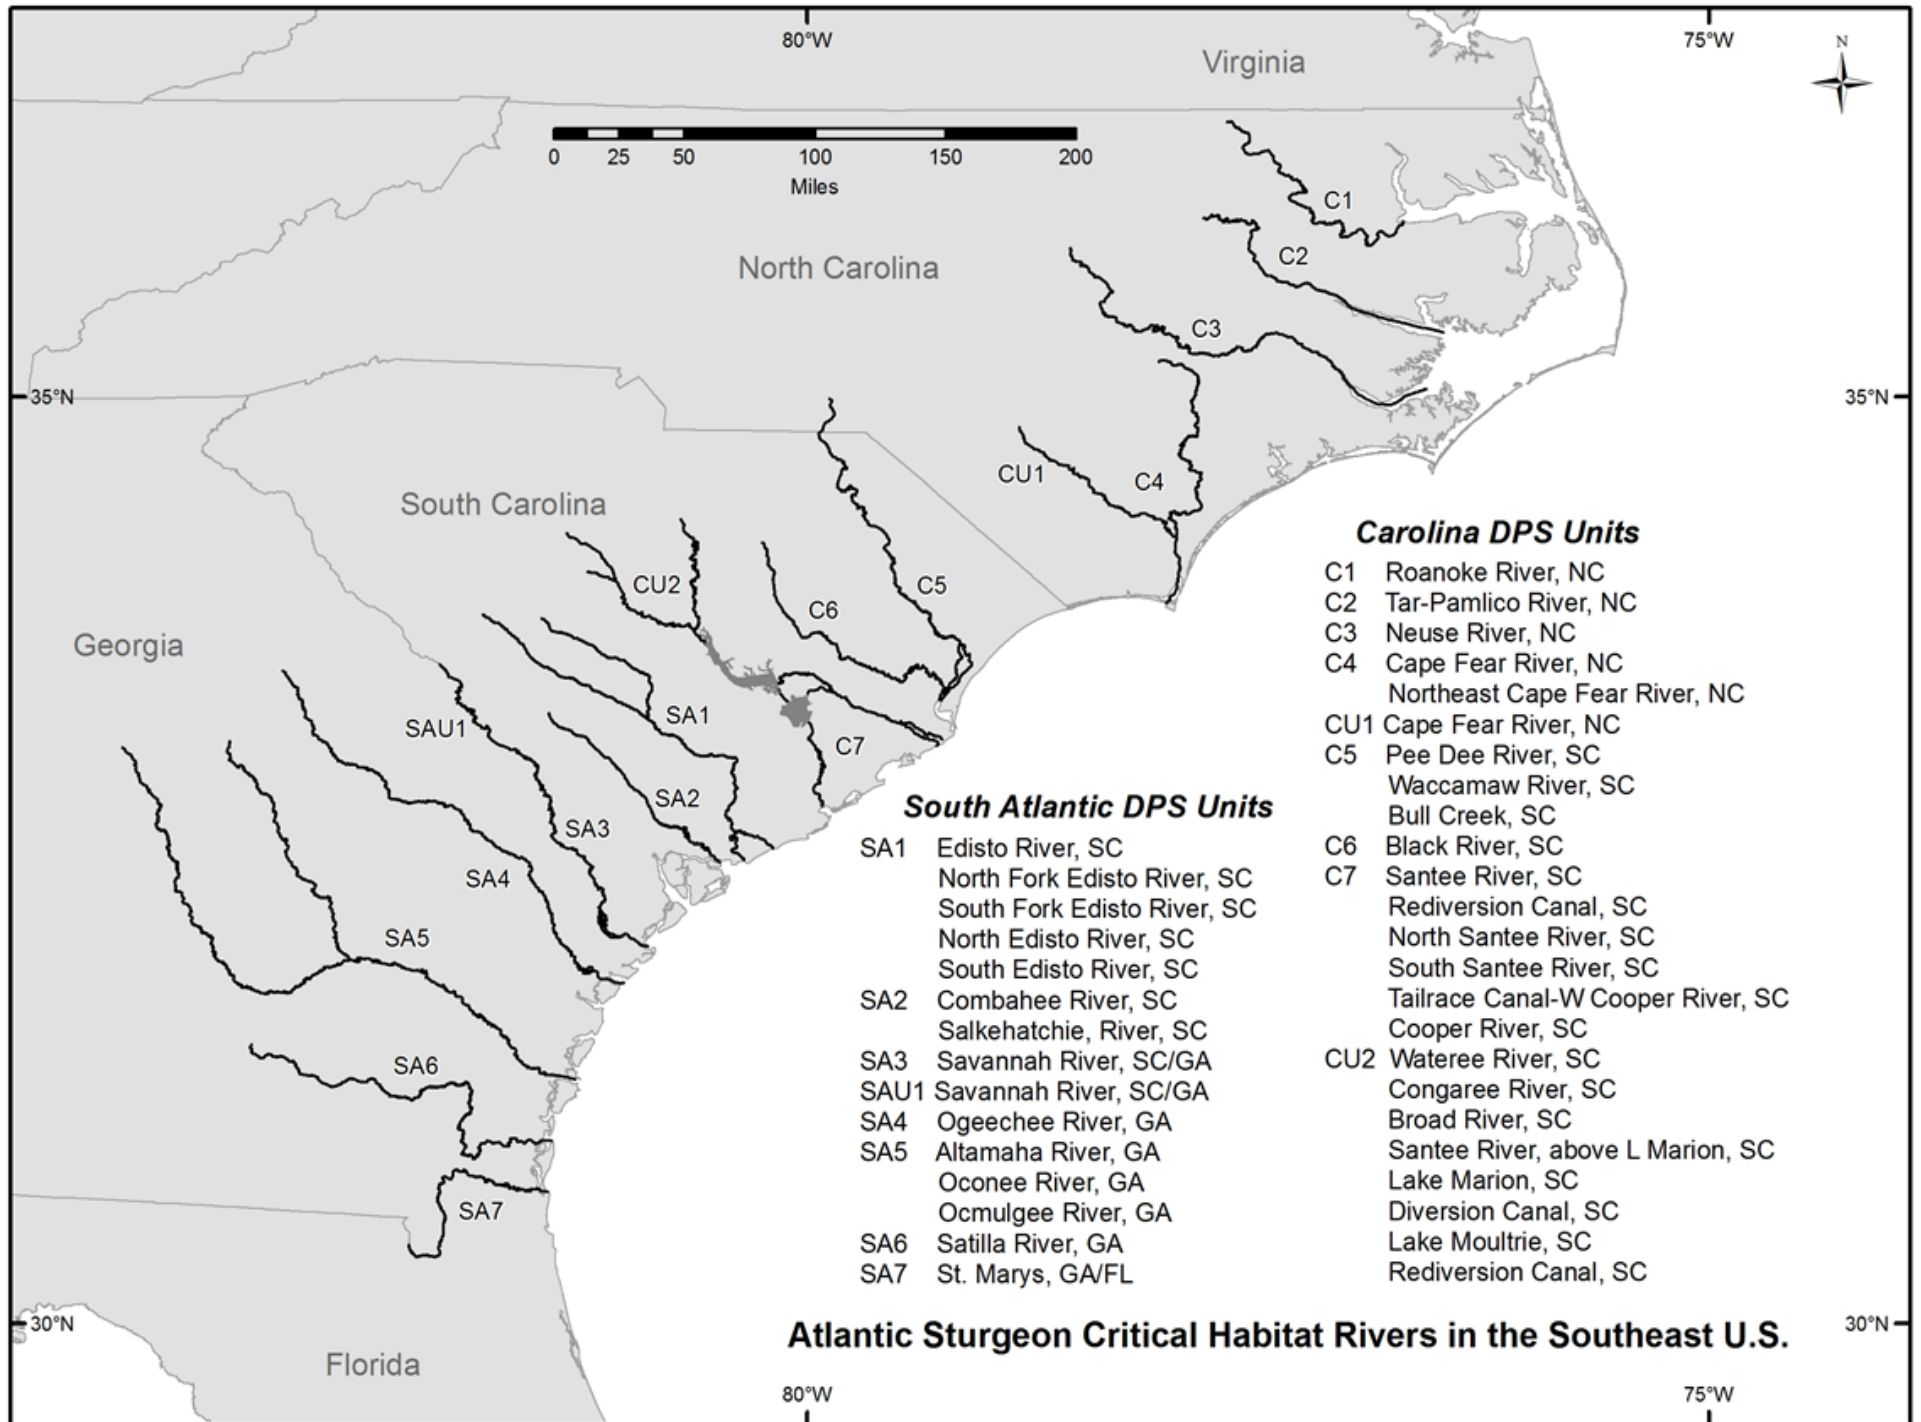 80°W
75°W
N
Virginia
0 25 50 100 150 200
Miles
C1
C2
North Carolina
C3
35°N
35°N
CU1
C4
South Carolina
Carolina DPS Units
C1 Roanoke River, NC
C2 Tar-Pamlico River, NC
C3 Neuse River, NC
C4 Cape Fear River, NC
Northeast Cape Fear River, NC
CU1 Cape Fear River, NC
C5 Pee Dee River, SC
Waccamaw River, SC
Bull Creek, SC
C6 Black River, SC
C7 Santee River, SC
Rediversion Canal, SC
North Santee River, SC
South Santee River, SC
Tailrace Canal-W Cooper River, SC
Cooper River, SC
CU2 Wateree River, SC
Congaree River, SC
Broad River, SC
Santee River, above L Marion, SC
Lake Marion, SC
Diversion Canal, SC
Lake Moultrie, SC
Rediversion Canal, SC
CU2
C5
C6
Georgia
SA1
SAU1
C7
SA2
SA3
SA4
SA5
SA6
SA7
South Atlantic DPS Units
SA1 Edisto River, SC
North Fork Edisto River, SC
South Fork Edisto River, SC
North Edisto River, SC
South Edisto River, SC
SA2 Combahee River, SC
Salkehatchie, River, SC
SA3 Savannah River, SC/GA
SAU1 Savannah River, SC/GA
SA4 Ogeechee River, GA
SA5 Altamaha River, GA
Oconee River, GA
Ocmulgee River, GA
SA6 Satilla River, GA
SA7 St. Marys, GA/FL
30°N
30°N
Atlantic Sturgeon Critical Habitat Rivers in the Southeast U.S.
Florida
80°W
75°W